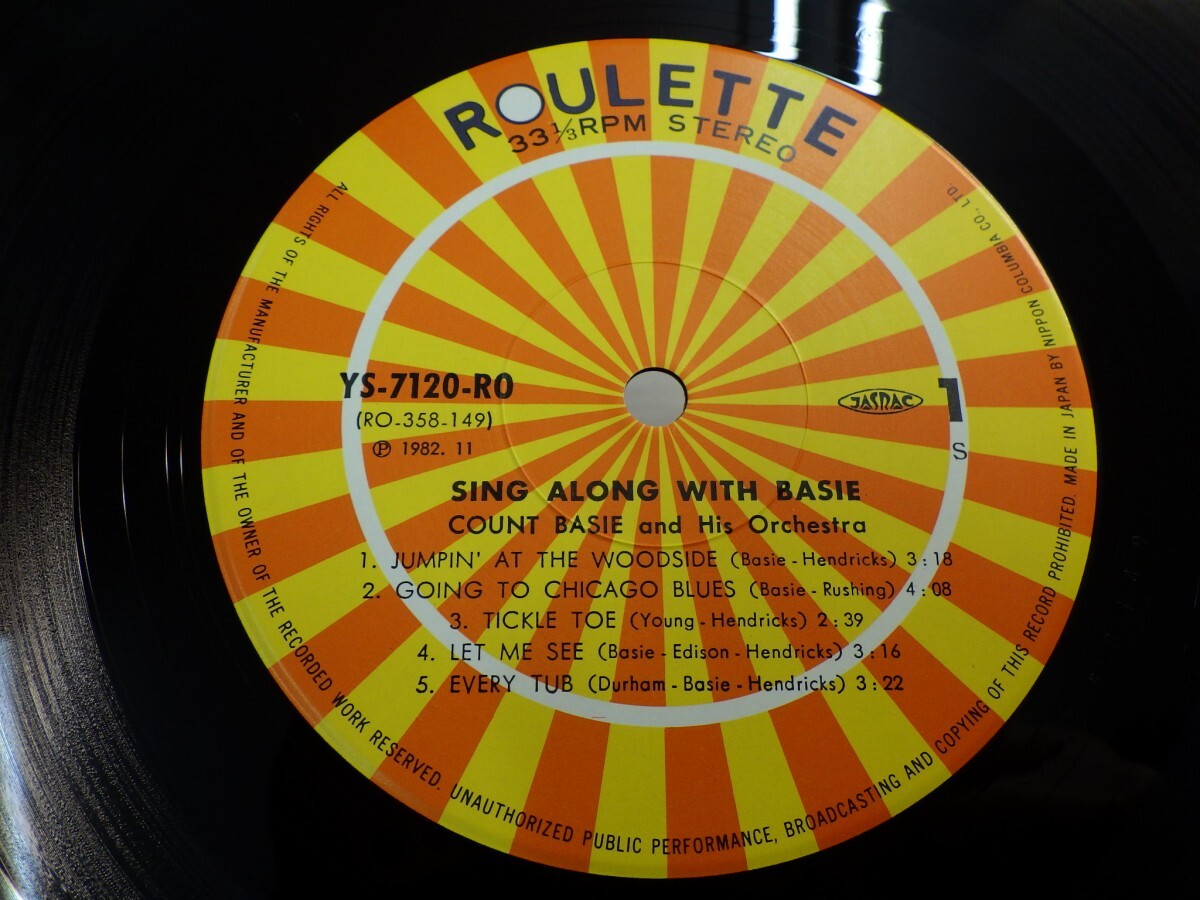 ROULETTE
33 1/3 RPM STEREO
YS-7120-RO
(RO-358-149)
Ⓟ 1982. 11
JASRAC
1
S
SING ALONG WITH BASIE
COUNT BASIE and His Orchestra
1. JUMPIN' AT THE WOODSIDE (Basie - Hendricks) 3 : 18
2. GOING TO CHICAGO BLUES (Basie - Rushing) 4 : 08
3. TICKLE TOE (Young - Hendricks) 2 : 39
4. LET ME SEE (Basie - Edison - Hendricks) 3 : 16
5. EVERY TUB (Durham - Basie - Hendricks) 3 : 22
ALL RIGHTS OF THE MANUFACTURER AND OF THE OWNER OF THE RECORDED WORK RESERVED. UNAUTHORIZED PUBLIC PERFORMANCE, BROADCASTING AND COPYING OF THIS RECORD PROHIBITED. MADE IN JAPAN BY NIPPON COLUMBIA CO., LTD.